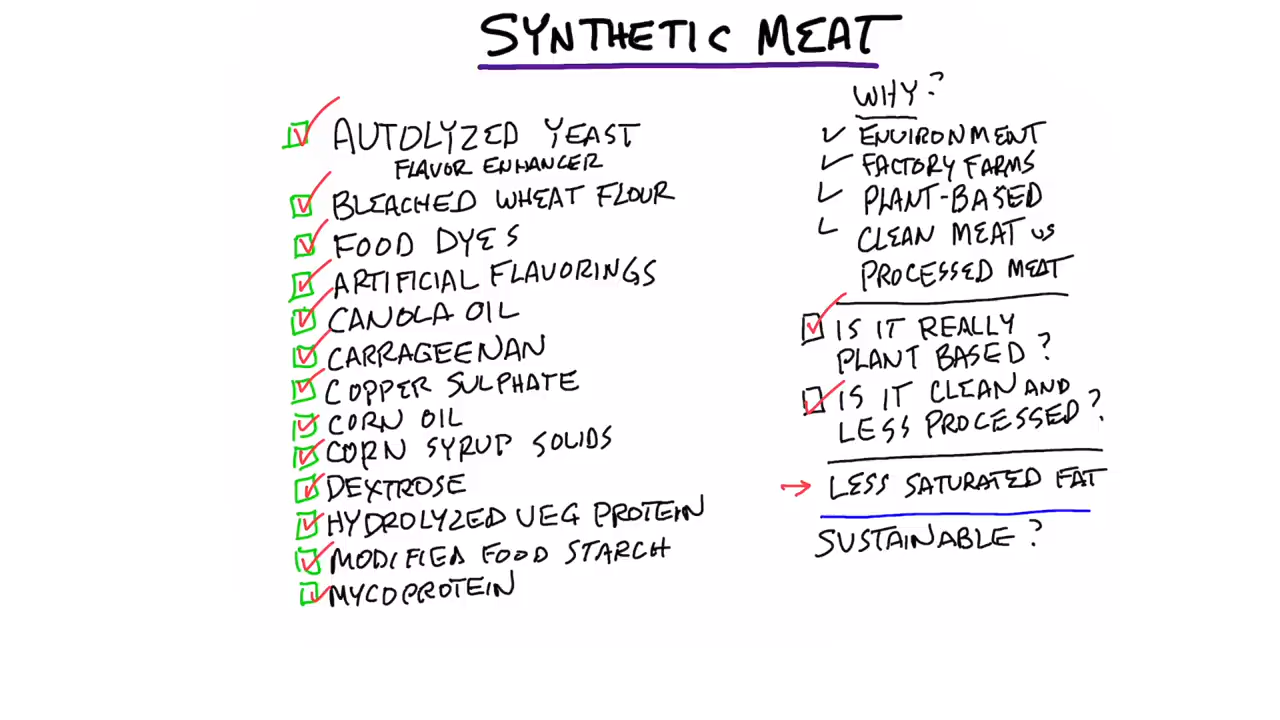 SYNTHETIC MEAT
AUTOLYZED YEAST
FLAVOR ENHANCER
BLEACHED WHEAT FLOUR
FOOD DYES
ARTIFICIAL FLAVORINGS
CANOLA OIL
CARRAGEENAN
COPPER SULPHATE
CORN OIL
CORN SYRUP SOLIDS
DEXTROSE
HYDROLYZED VEG PROTEIN
MODIFIED FOOD STARCH
MYCOPROTEIN
WHY?
ENVIRONMENT
FACTORY FARMS
PLANT-BASED
CLEAN MEAT VS
PROCESSED MEAT
IS IT REALLY
PLANT BASED?
IS IT CLEAN AND
LESS PROCESSED?
→ LESS SATURATED FAT
SUSTAINABLE?